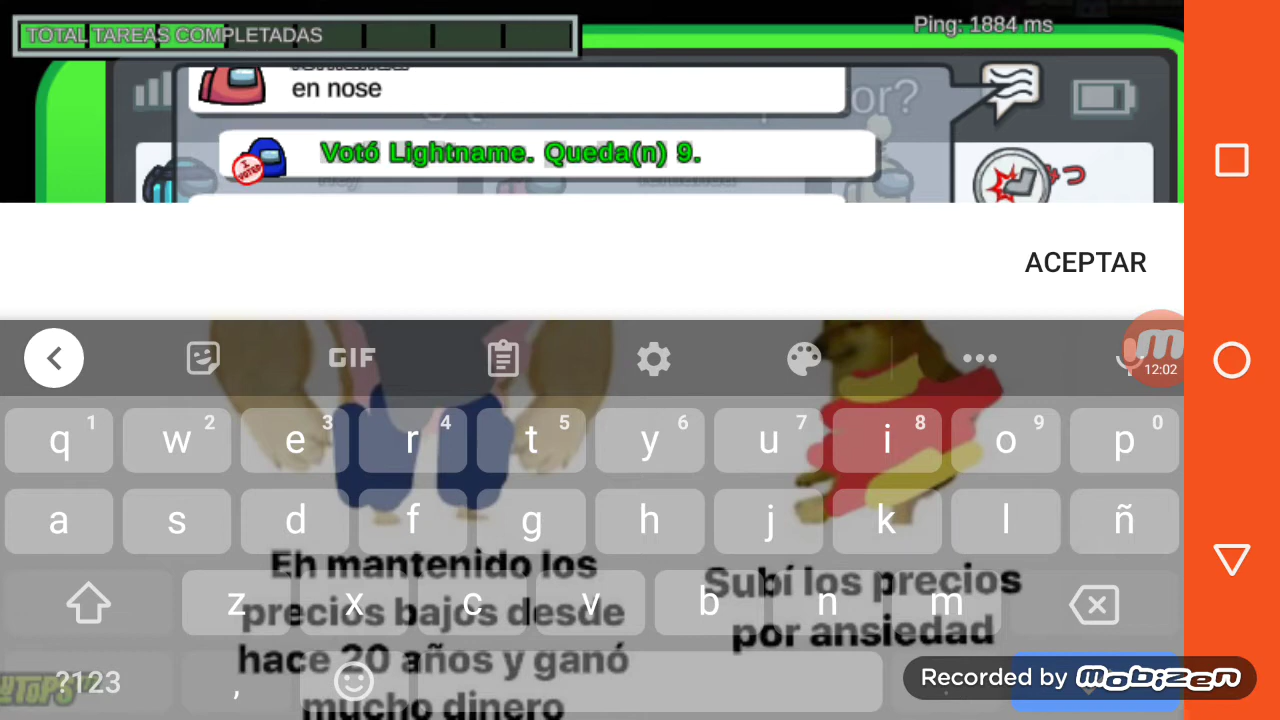 TOTAL TAREAS COMPLETADAS
Ping: 1884 ms
en nose
or?
Votó Lightname. Queda(n) 9.
ACEPTAR
GIF
12:02
q 1 w 2 e 3 r 4 t 5 y 6 u 7 i 8 o 9 p 0
a s d f g h j k l ñ
z x c v b n m
Eh mantenido los
precios bajos desde
hace 20 años y ganó
mucho dinero
Subí los precios
por ansiedad
?123 , .
Recorded by mobizen